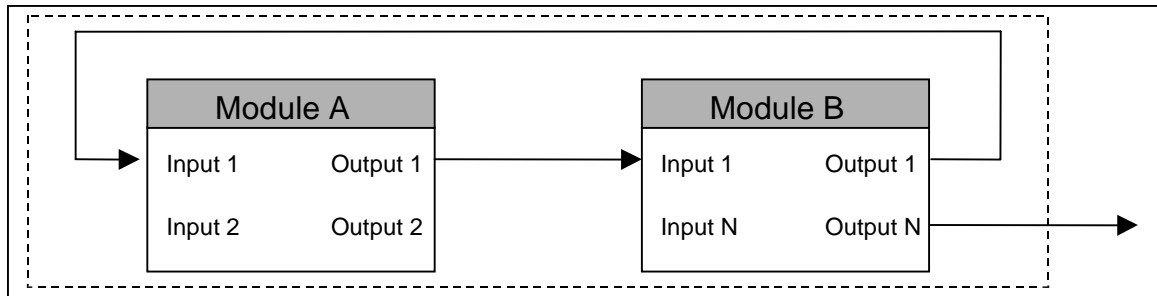 Module A
Input 1
Output 1
Input 2
Output 2
Module B
Input 1
Output 1
Input N
Output N